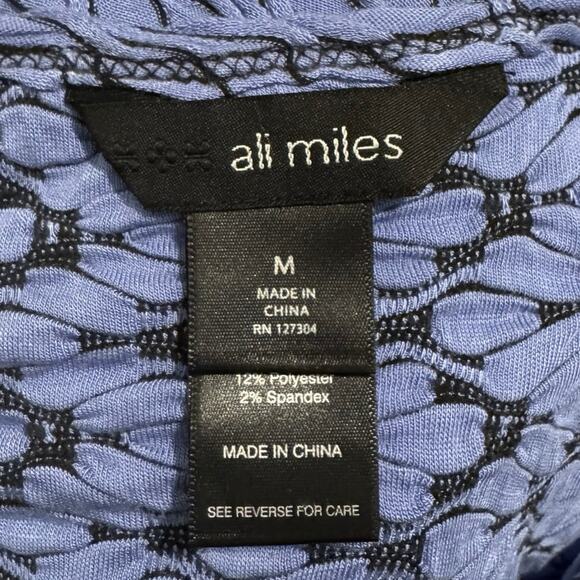 ali miles
M
MADE IN
CHINA
RN 127304
12% Polyester
2% Spandex
MADE IN CHINA
SEE REVERSE FOR CARE